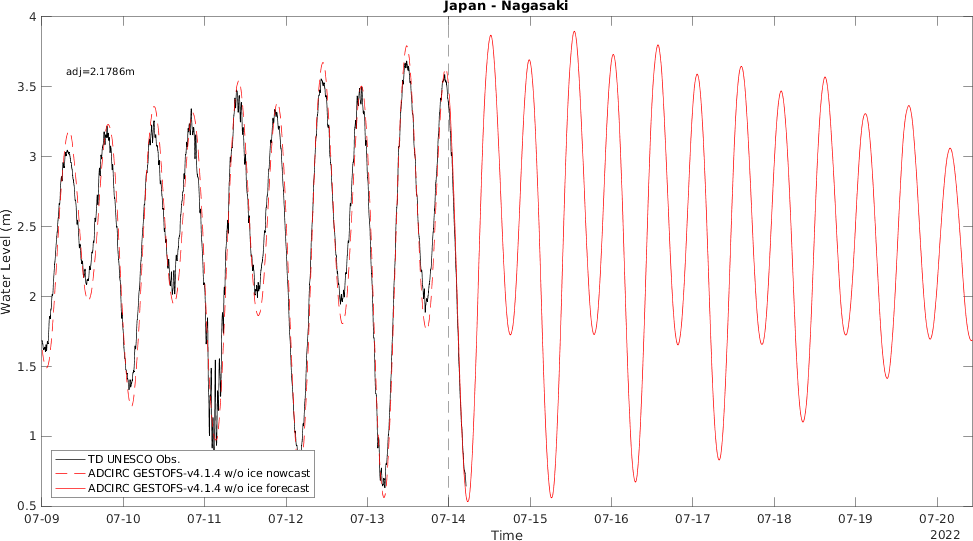 Japan - Nagasaki
4
adj=2.1786m
3.5
3
2.5
2
1.5
1
0.5
Water Level (m)
TD UNESCO Obs.
ADCIRC GESTOFS-v4.1.4 w/o ice nowcast
ADCIRC GESTOFS-v4.1.4 w/o ice forecast
07-09 07-10 07-11 07-12 07-13 07-14 07-15 07-16 07-17 07-18 07-19 07-20
Time
2022